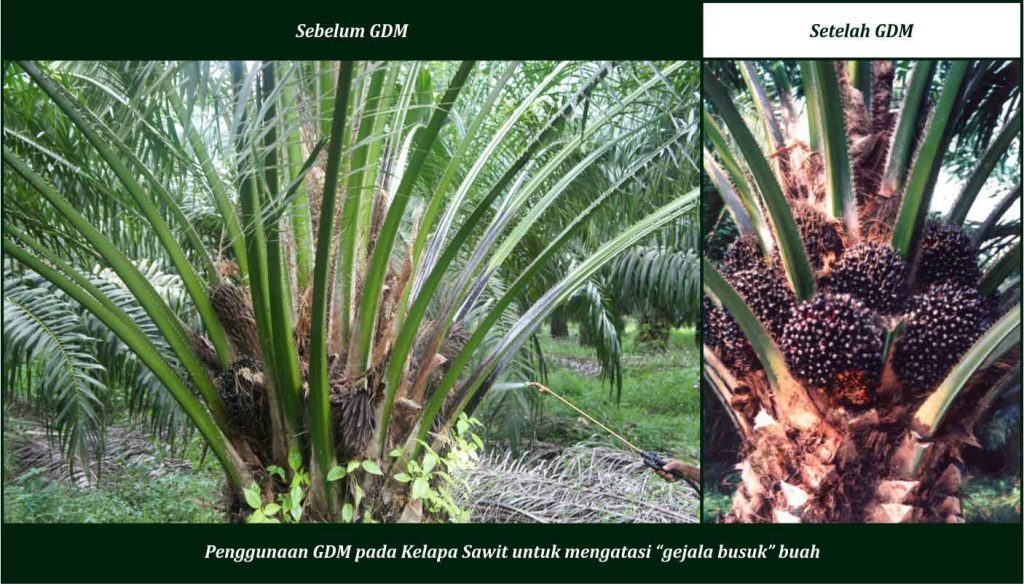 Sebelum GDM
Setelah GDM
Penggunaan GDM pada Kelapa Sawit untuk mengatasi “gejala busuk” buah